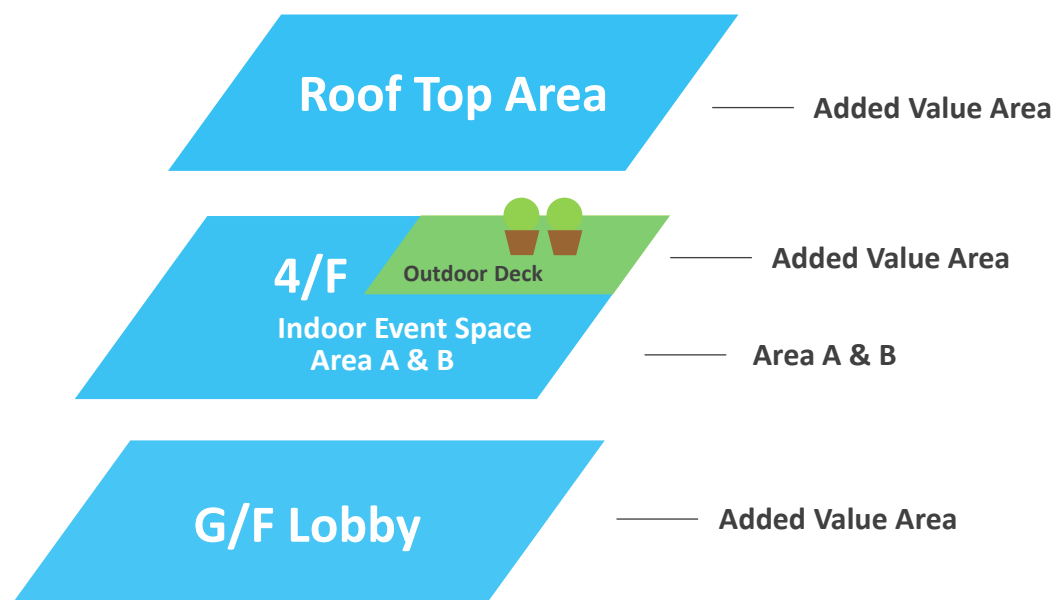 Roof Top Area
Added Value Area
4/F
Outdoor Deck
Added Value Area
Indoor Event Space
Area A & B
Area A & B
G/F Lobby
Added Value Area